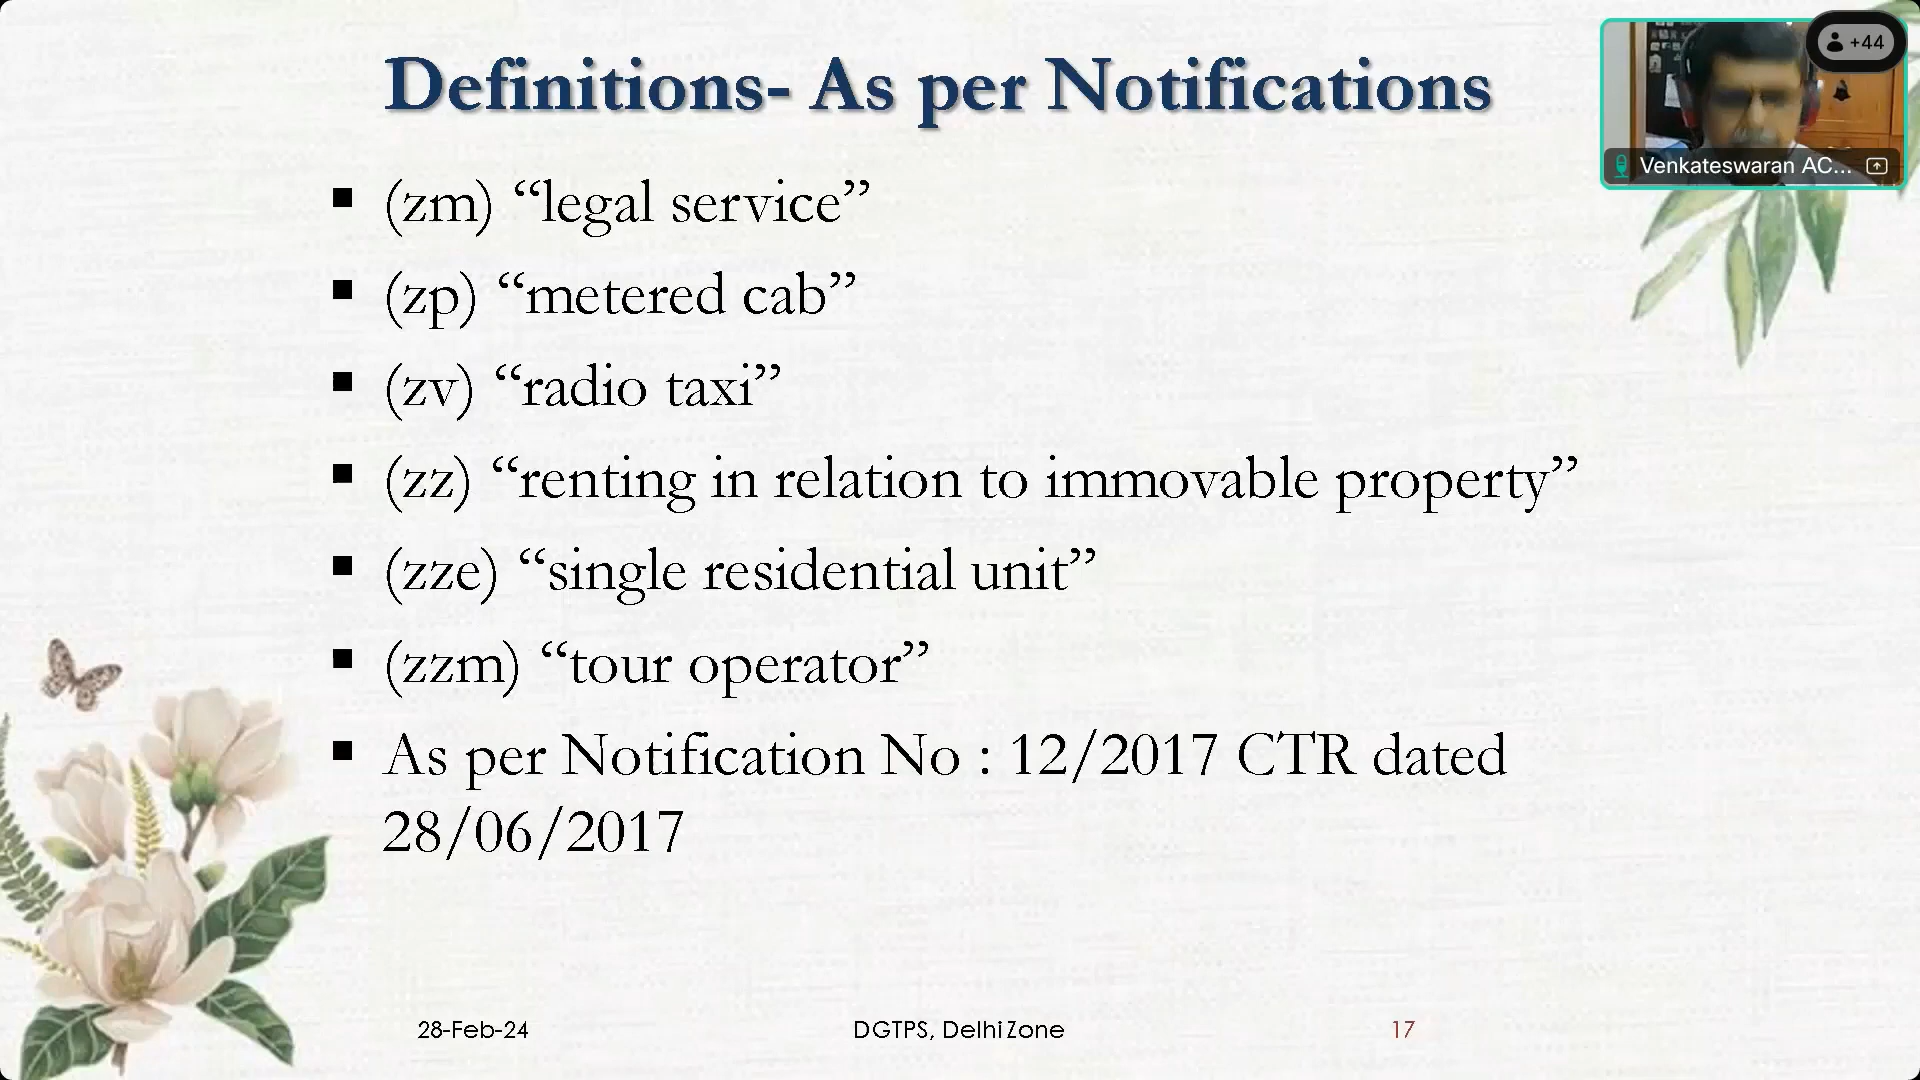 Definitions- As per Notifications
+44
Venkateswaran AC...
▪ (zm) “legal service”
▪ (zp) “metered cab”
▪ (zv) “radio taxi”
▪ (zz) “renting in relation to immovable property”
▪ (zze) “single residential unit”
▪ (zzm) “tour operator”
▪ As per Notification No : 12/2017 CTR dated
28/06/2017
28-Feb-24
DGTPS, Delhi Zone
17